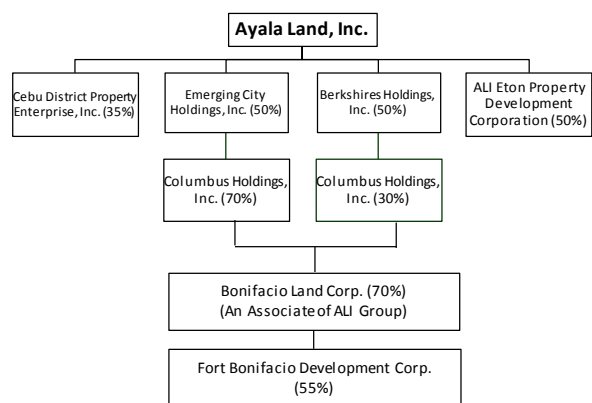 Ayala Land, Inc.
Cebu District Property
Enterprise, Inc. (35%)
Emerging City
Holdings, Inc. (50%)
Berkshires Holdings,
Inc. (50%)
ALI Eton Property
Development
Corporation (50%)
Columbus Holdings,
Inc. (70%)
Columbus Holdings,
Inc. (30%)
Bonifacio Land Corp. (70%)
(An Associate of ALI Group)
Fort Bonifacio Development Corp.
(55%)